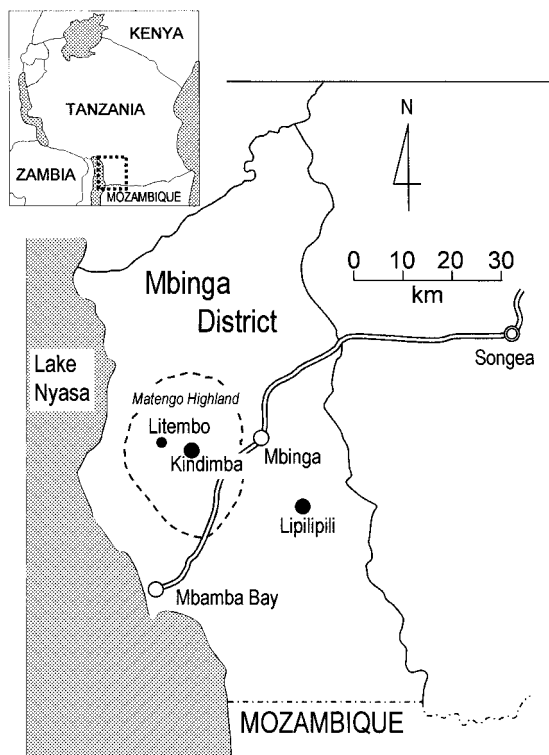 KENYA
TANZANIA
ZAMBIA
MOZAMBIQUE
N
0 10 20 30
km
Mbinga
District
Lake
Nyasa
Songea
Matengo Highland
Litembo
Kindimba
Mbinga
Lipilipili
Mbamba Bay
MOZAMBIQUE